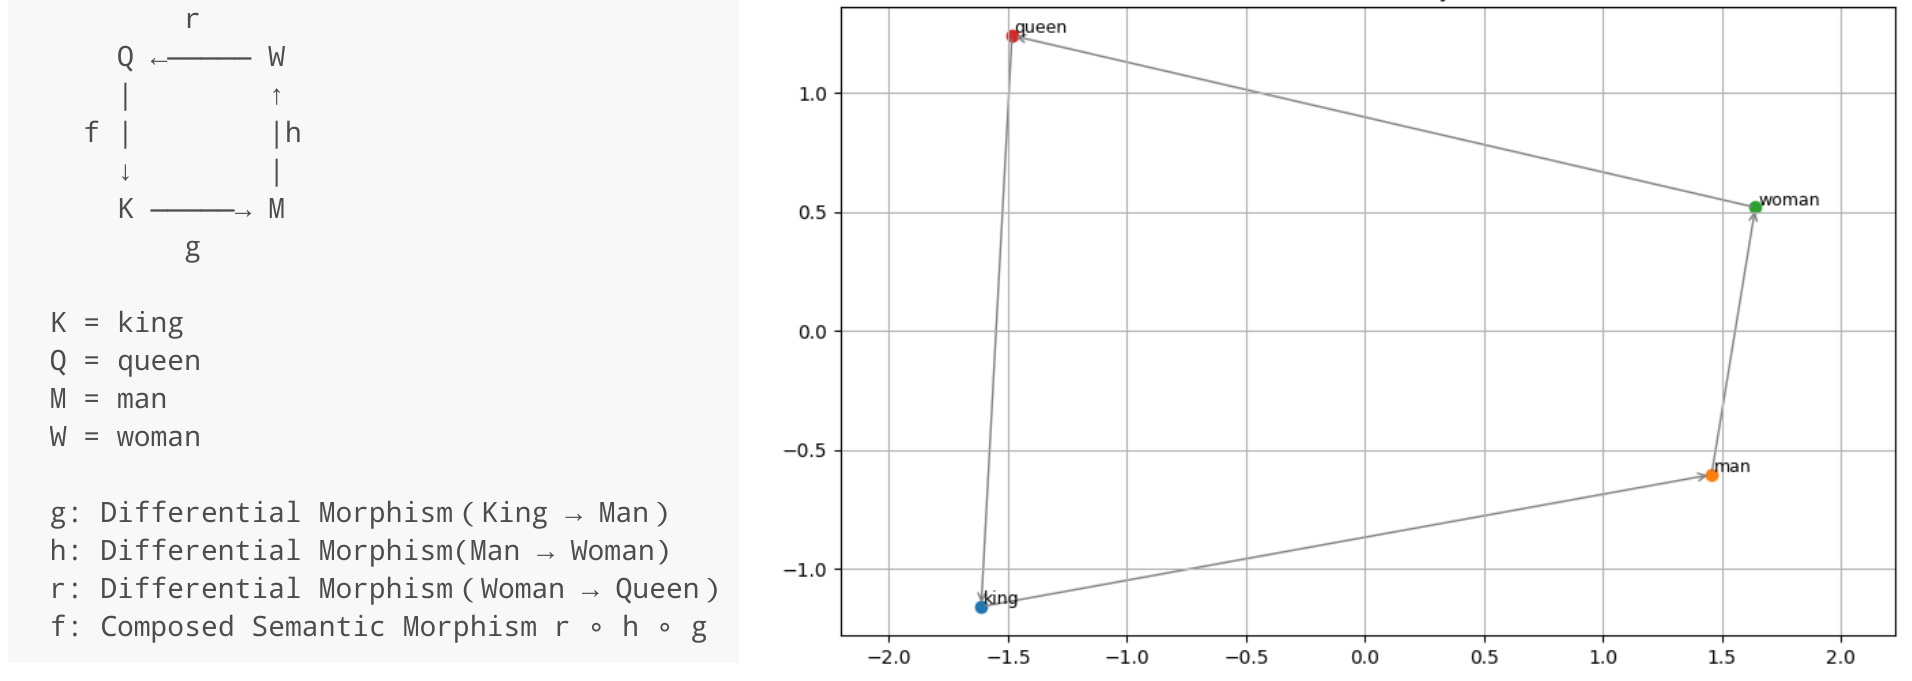 r
Q ←───── W
| ↑
f | |h
↓ |
K ─────→ M
g
K = king
Q = queen
M = man
W = woman
g: Differential Morphism(King → Man)
h: Differential Morphism(Man → Woman)
r: Differential Morphism(Woman → Queen)
f: Composed Semantic Morphism r ∘ h ∘ g
queen
woman
man
king
1.0
0.5
0.0
−0.5
−1.0
−2.0 −1.5 −1.0 −0.5 0.0 0.5 1.0 1.5 2.0